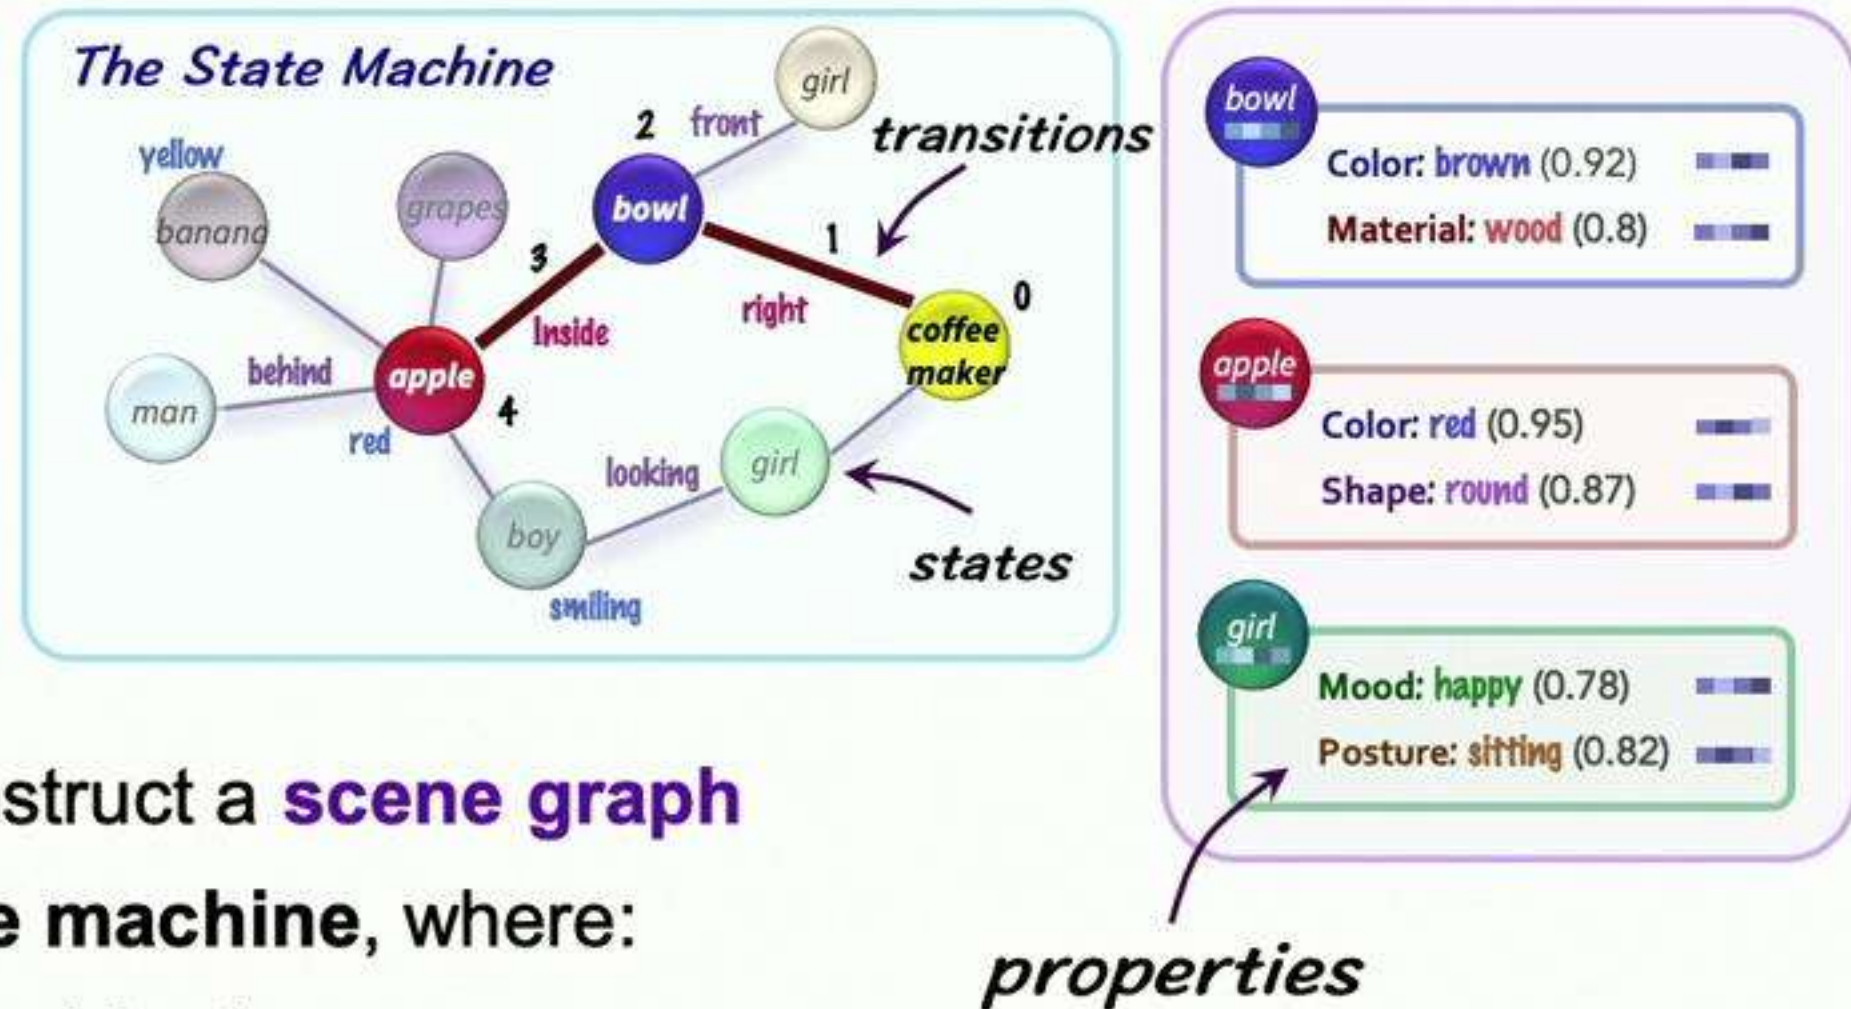 The State Machine
girl
2
front
transitions
yellow
banana
grapes
bowl
1
3
0
Inside
right
coffee
maker
behind
apple
man
4
red
looking
girl
boy
states
smiling
bowl
Color: brown (0.92)
Material: wood (0.8)
apple
Color: red (0.95)
Shape: round (0.87)
girl
Mood: happy (0.78)
Posture: sitting (0.82)
properties
struct a scene graph
e machine, where: